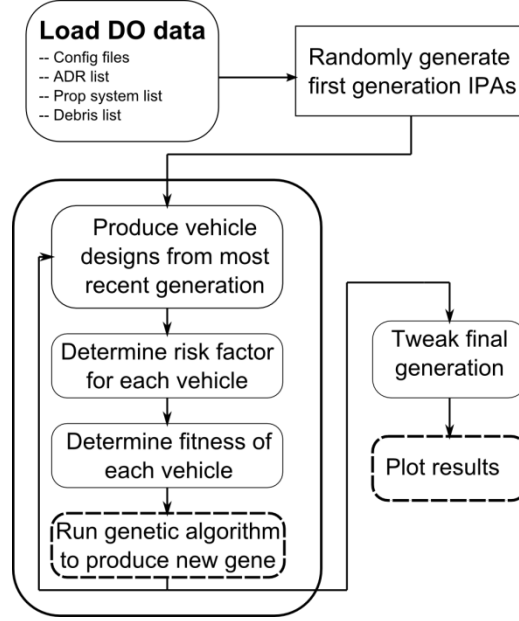 Load DO data
-- Config files
-- ADR list
-- Prop system list
-- Debris list
Randomly generate
first generation IPAs
Produce vehicle
designs from most
recent generation
Determine risk factor
for each vehicle
Determine fitness of
each vehicle
Run genetic algorithm
to produce new gene
Tweak final
generation
Plot results